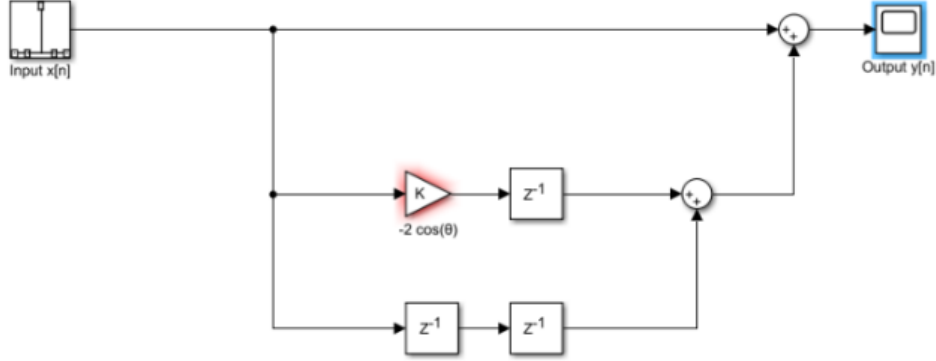 Input x[n]
+
+
Output y[n]
K
-2 cos(θ)
z⁻¹
+
+
z⁻¹
z⁻¹